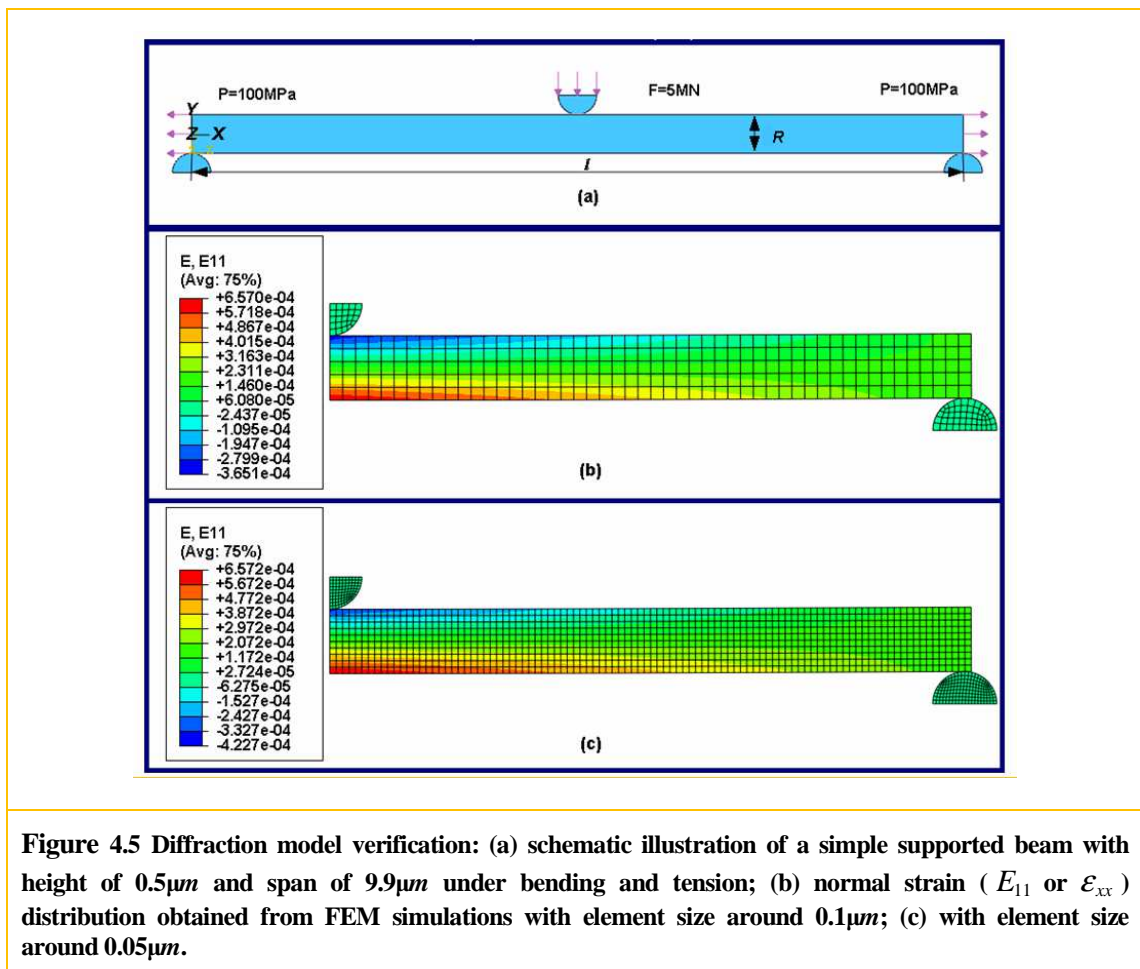 P=100MPa
F=5MN
P=100MPa
Y
Z
X
R
l
(a)
E, E11
(Avg: 75%)
+6.570e-04
+5.718e-04
+4.867e-04
+4.015e-04
+3.163e-04
+2.311e-04
+1.460e-04
+6.080e-05
-2.437e-05
-1.095e-04
-1.947e-04
-2.799e-04
-3.651e-04
(b)
E, E11
(Avg: 75%)
+6.572e-04
+5.672e-04
+4.772e-04
+3.872e-04
+2.972e-04
+2.072e-04
+1.172e-04
+2.724e-05
-6.275e-05
-1.527e-04
-2.427e-04
-3.327e-04
-4.227e-04
(c)
Figure 4.5 Diffraction model verification: (a) schematic illustration of a simple supported beam with
height of 0.5μm and span of 9.9μm under bending and tension; (b) normal strain ( E11 or εxx )
distribution obtained from FEM simulations with element size around 0.1μm; (c) with element size
around 0.05μm.